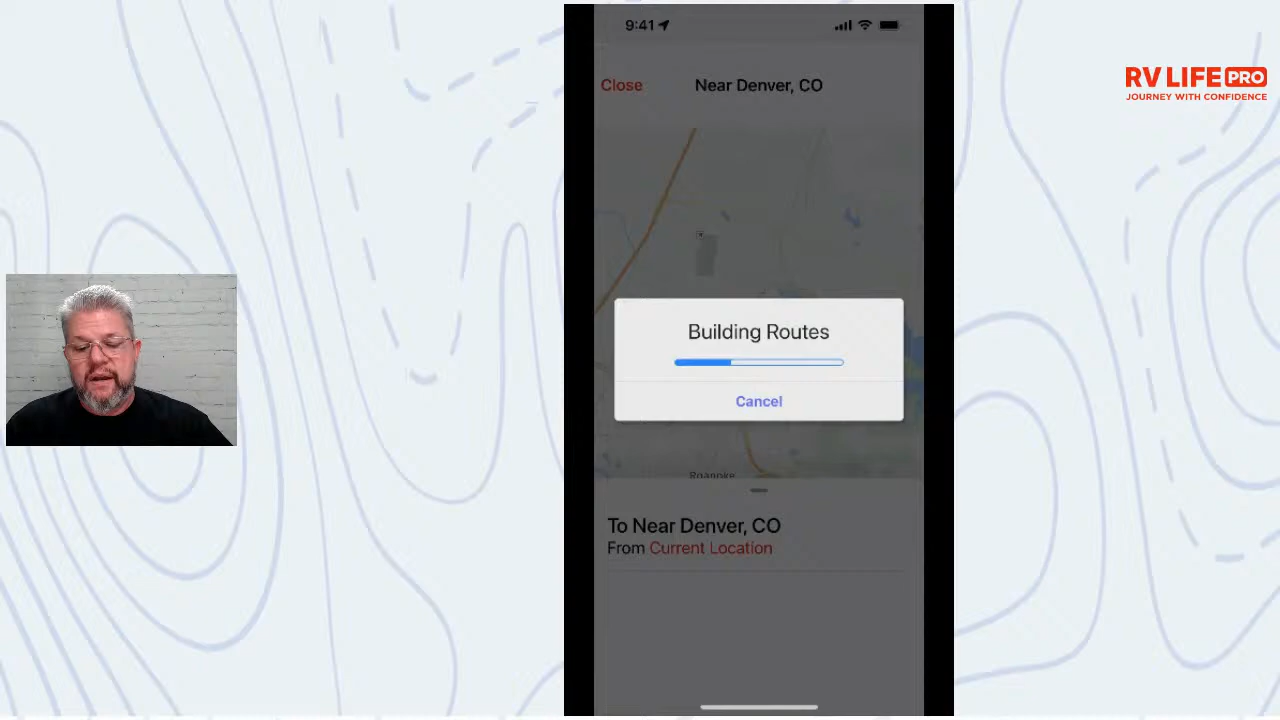 9:41
RV LIFE PRO
JOURNEY WITH CONFIDENCE
Close
Near Denver, CO
Building Routes
Cancel
Roanoke
To Near Denver, CO
From Current Location